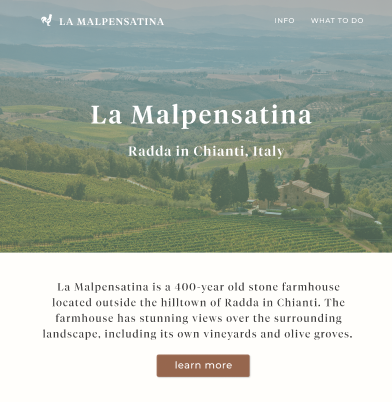 LA MALPENSATINA
INFO WHAT TO DO
La Malpensatina
Radda in Chianti, Italy
La Malpensatina is a 400-year old stone farmhouse
located outside the hilltown of Radda in Chianti. The
farmhouse has stunning views over the surrounding
landscape, including its own vineyards and olive groves.
learn more